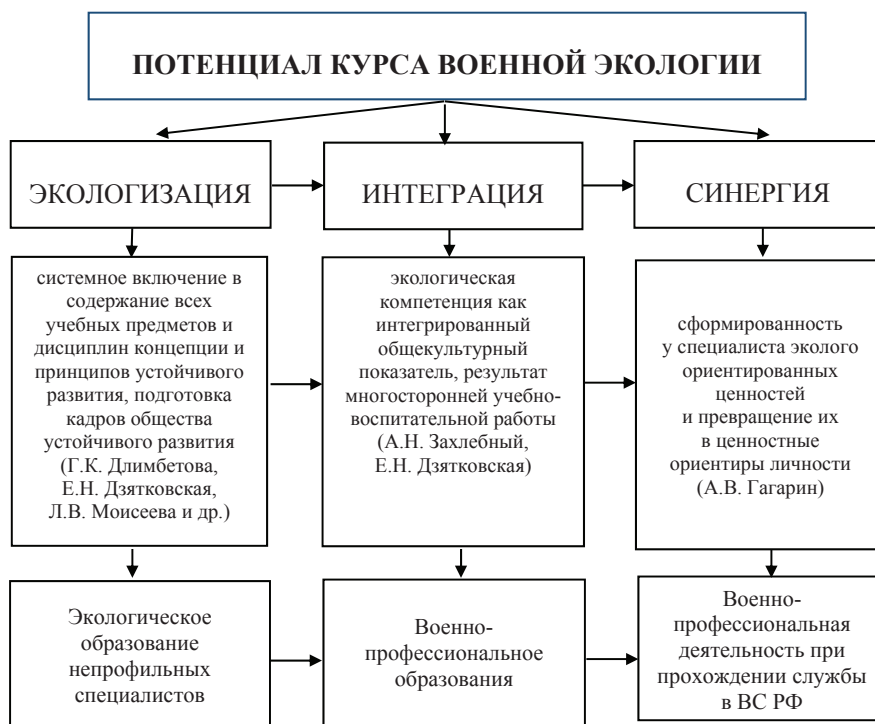 ПОТЕНЦИАЛ КУРСА ВОЕННОЙ ЭКОЛОГИИ
ЭКОЛОГИЗАЦИЯ
ИНТЕГРАЦИЯ
СИНЕРГИЯ
системное включение в
содержание всех
учебных предметов и
дисциплин концепции и
принципов устойчивого
развития, подготовка
кадров общества
устойчивого развития
(Г.К. Длимбетова,
Е.Н. Дзятковская,
Л.В. Моисеева и др.)
экологическая
компетенция как
интегрированный
общекультурный
показатель, результат
многосторонней учебно-
воспитательной работы
(А.Н. Захлебный,
Е.Н. Дзятковская)
сформированность
у специалиста эколого
ориентированных
ценностей
и превращение их
в ценностные
ориентиры личности
(А.В. Гагарин)
Экологическое
образование
непрофильных
специалистов
Военно-
профессиональное
образования
Военно-
профессиональная
деятельность при
прохождении службы
в ВС РФ